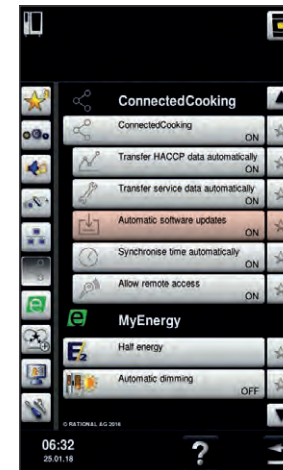 ConnectedCooking
ConnectedCooking
ON
Transfer HACCP data automatically
ON
Transfer service data automatically
ON
Automatic software updates
ON
Synchronise time automatically
ON
Allow remote access
ON
MyEnergy
E/2
Half energy
Automatic dimming
OFF
© RATIONAL AG 2016
06:32
25.01.18
?